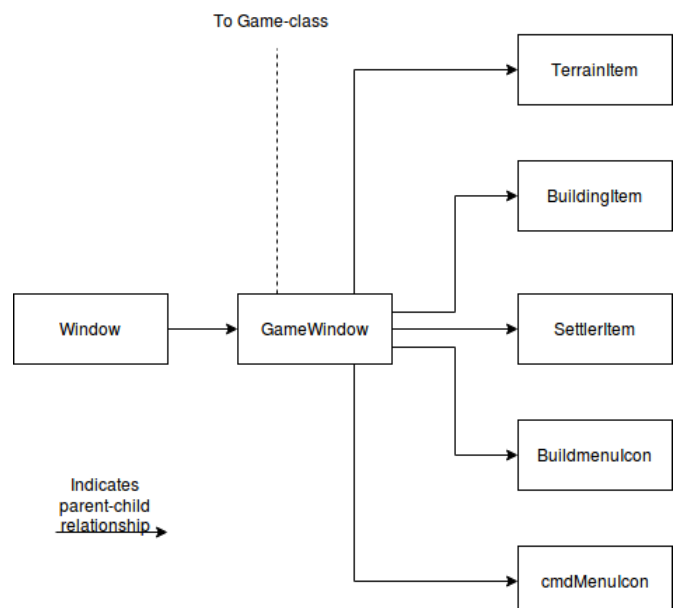 To Game-class
TerrainItem
BuildingItem
Window
GameWindow
SettlerItem
BuildmenuIcon
Indicates
parent-child
relationship
cmdMenuIcon